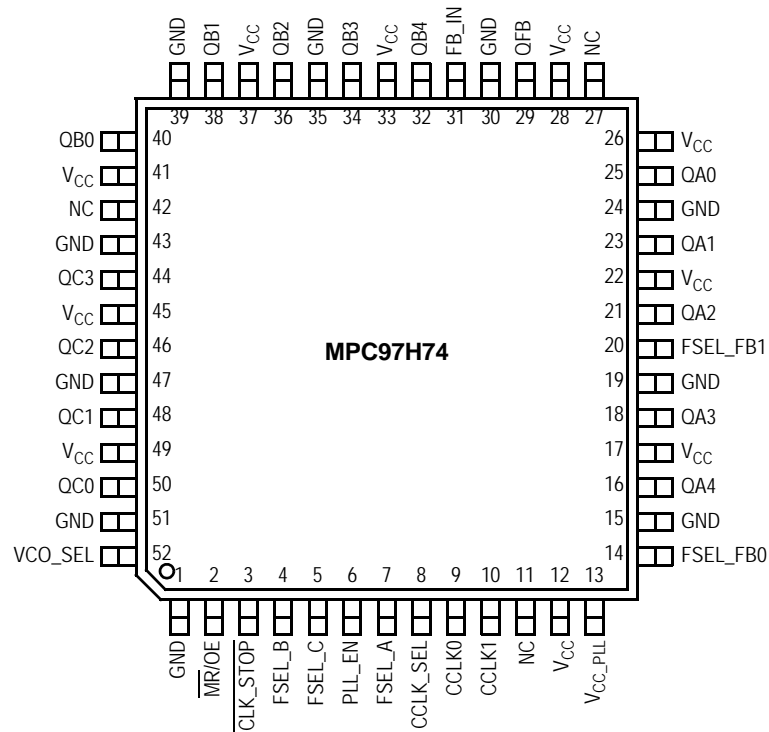 GND
QB1
VCC
QB2
GND
QB3
VCC
QB4
FB_IN
GND
QFB
VCC
NC
39 38 37 36 35 34 33 32 31 30 29 28 27
QB0 40 26 VCC
VCC 41 25 QA0
NC 42 24 GND
GND 43 23 QA1
QC3 44 22 VCC
VCC 45 21 QA2
QC2 46 20 FSEL_FB1
MPC97H74
GND 47 19 GND
QC1 48 18 QA3
VCC 49 17 VCC
QC0 50 16 QA4
GND 51 15 GND
VCO_SEL 52 14 FSEL_FB0
1 2 3 4 5 6 7 8 9 10 11 12 13
GND
MR/OE
CLK_STOP
FSEL_B
FSEL_C
PLL_EN
FSEL_A
CCLK_SEL
CCLK0
CCLK1
NC
VCC
VCC_PLL